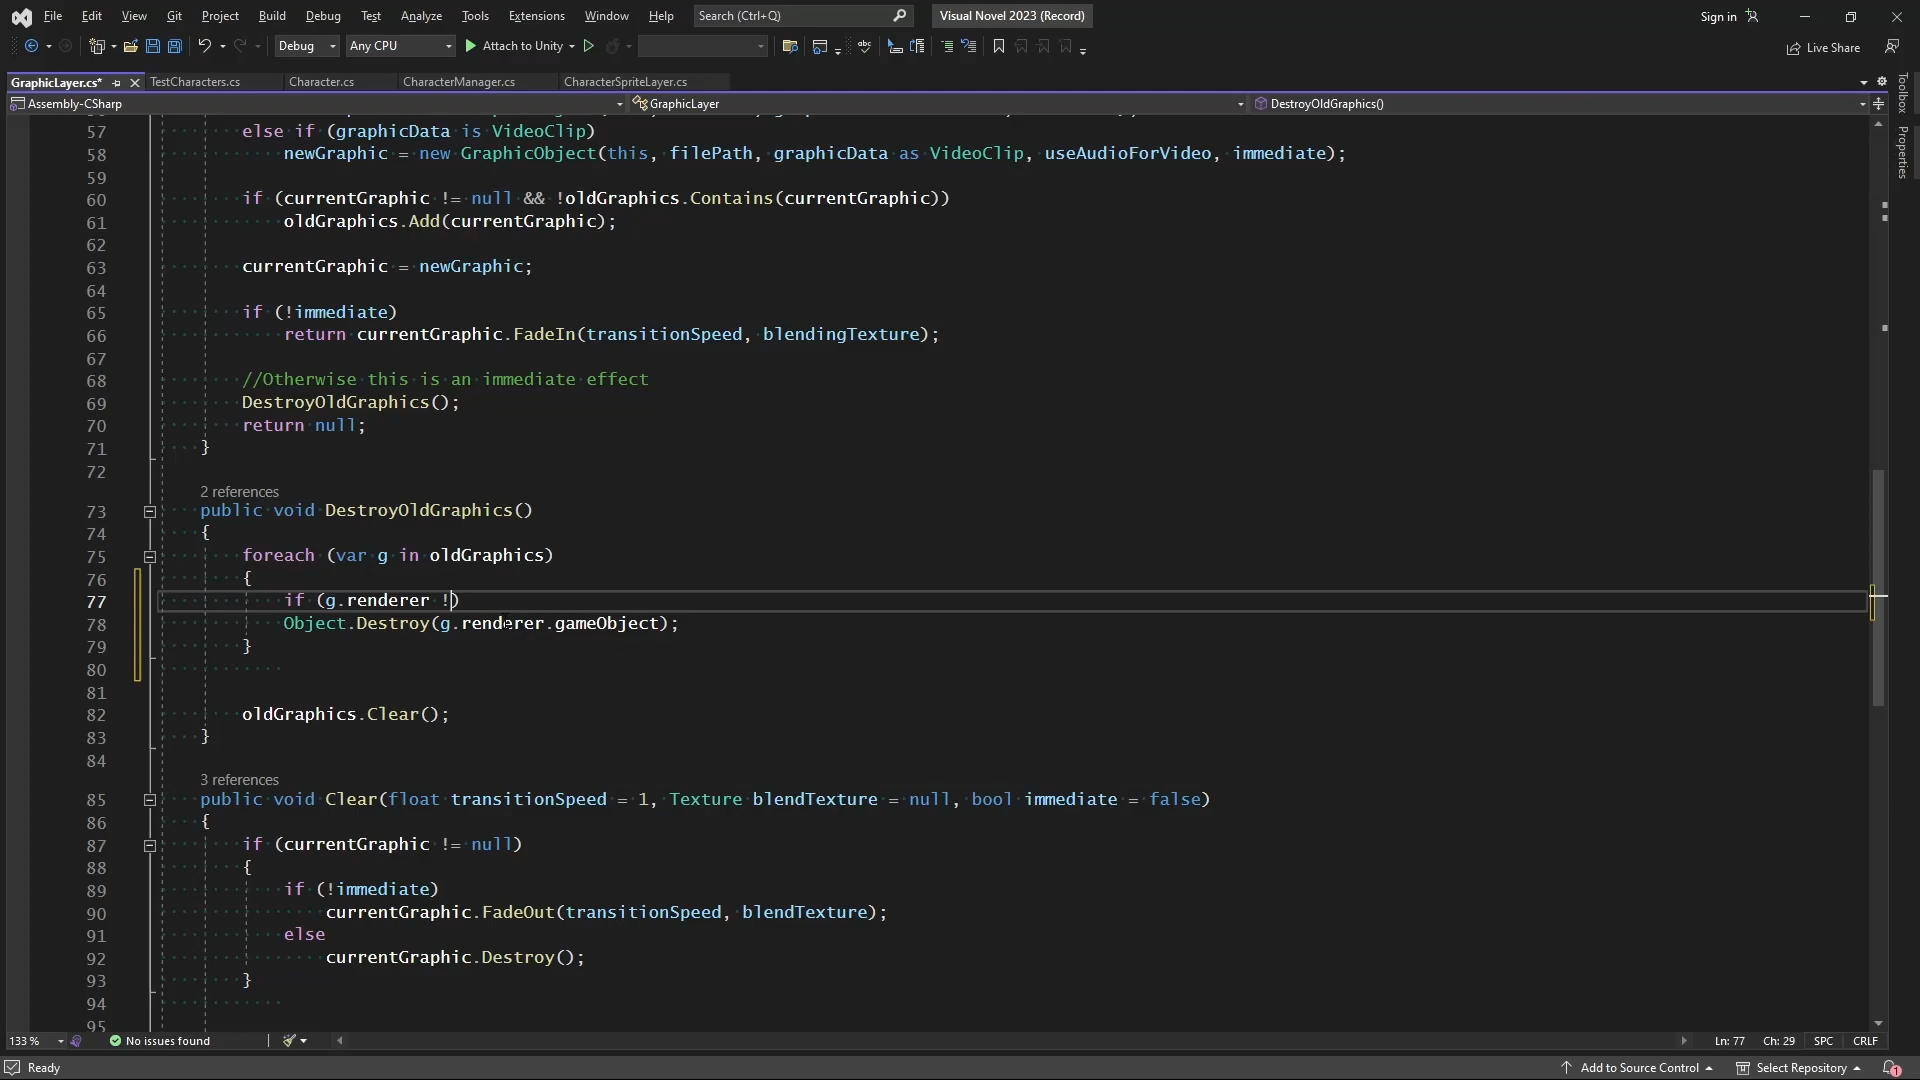 File Edit View Git Project Build Debug Test Analyze Tools Extensions Window Help Search (Ctrl+Q) Visual Novel 2023 (Record) Sign in
Debug Any CPU Attach to Unity Live Share
GraphicLayer.cs* TestCharacters.cs Character.cs CharacterManager.cs CharacterSpriteLayer.cs
Assembly-CSharp GraphicLayer DestroyOldGraphics()
Toolbox
Properties
57 else if (graphicData is VideoClip)
58 newGraphic = new GraphicObject(this, filePath, graphicData as VideoClip, useAudioForVideo, immediate);
59
60 if (currentGraphic != null && !oldGraphics.Contains(currentGraphic))
61 oldGraphics.Add(currentGraphic);
62
63 currentGraphic = newGraphic;
64
65 if (!immediate)
66 return currentGraphic.FadeIn(transitionSpeed, blendingTexture);
67
68 //Otherwise this is an immediate effect
69 DestroyOldGraphics();
70 return null;
71 }
72
2 references
73 public void DestroyOldGraphics()
74 {
75 foreach (var g in oldGraphics)
76 {
77 if (g.renderer !)
78 Object.Destroy(g.renderer.gameObject);
79 }
80
81
82 oldGraphics.Clear();
83 }
84
3 references
85 public void Clear(float transitionSpeed = 1, Texture blendTexture = null, bool immediate = false)
86 {
87 if (currentGraphic != null)
88 {
89 if (!immediate)
90 currentGraphic.FadeOut(transitionSpeed, blendTexture);
91 else
92 currentGraphic.Destroy();
93 }
94
95
133 % No issues found Ln: 77 Ch: 29 SPC CRLF
Ready Add to Source Control Select Repository 1